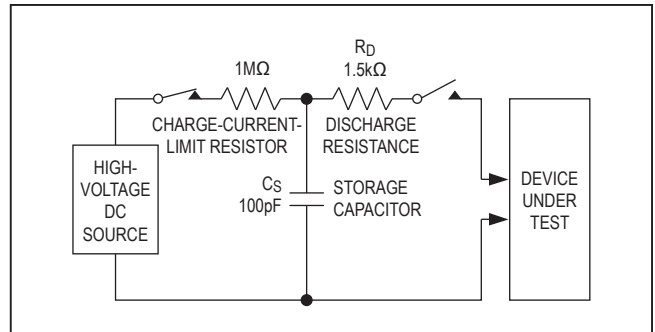 RD
1MΩ
1.5kΩ
CHARGE-CURRENT-
LIMIT RESISTOR
DISCHARGE
RESISTANCE
HIGH-
VOLTAGE
DC
SOURCE
CS
100pF
STORAGE
CAPACITOR
DEVICE
UNDER
TEST